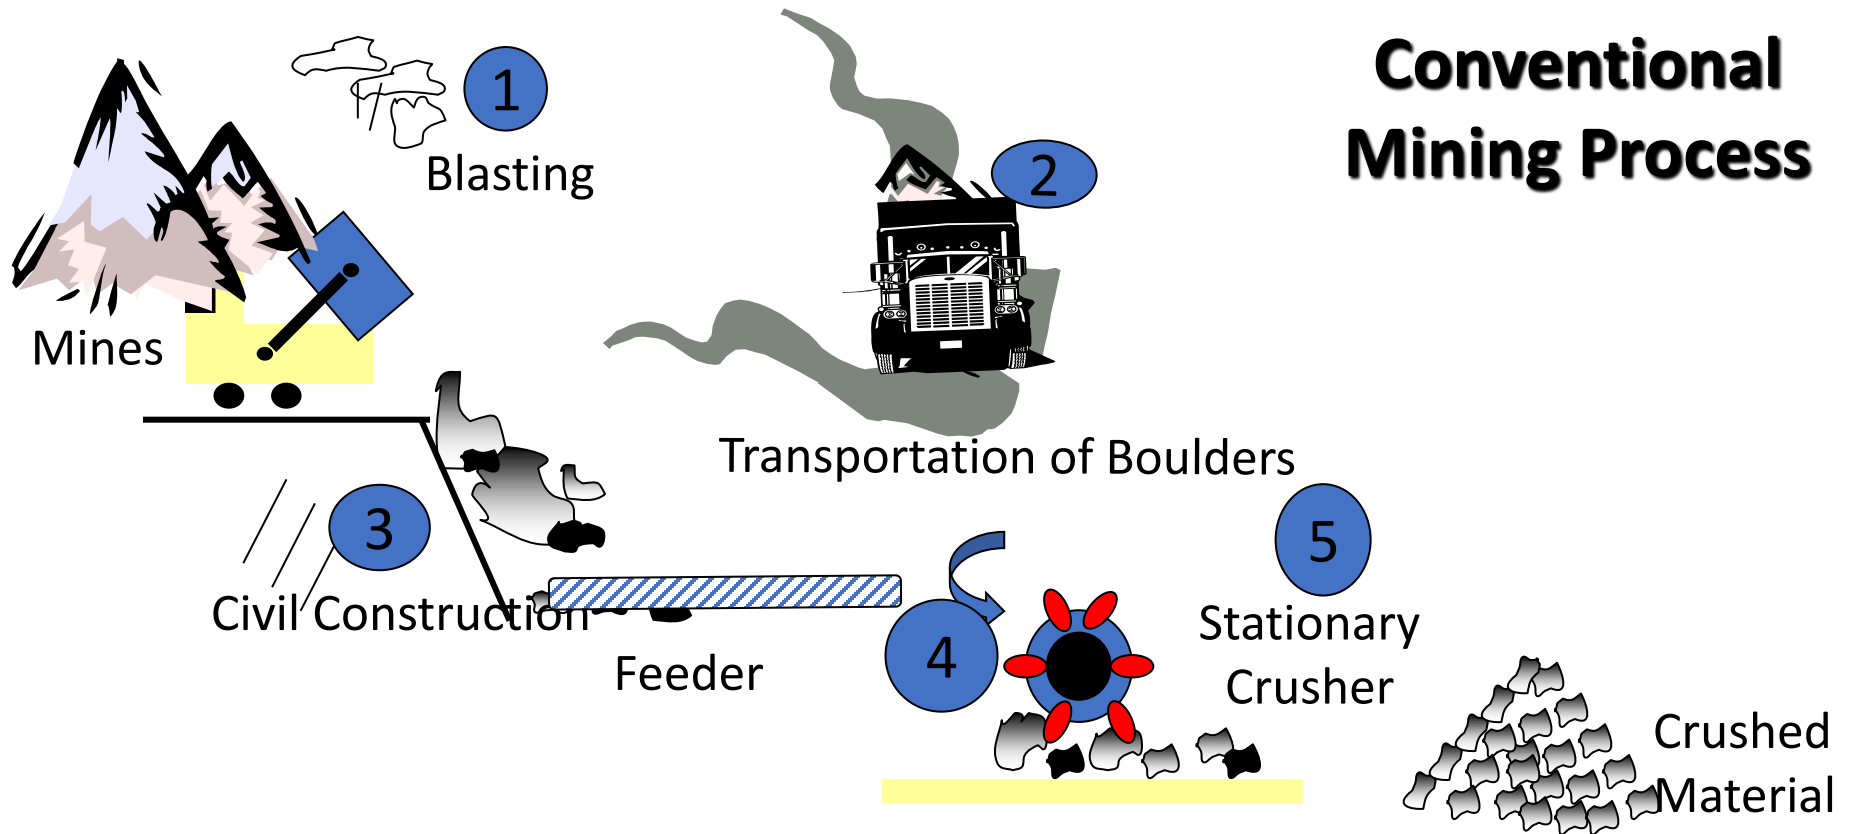 Conventional
Mining Process
1
Blasting
2
Mines
Transportation of Boulders
3
Civil Construction
Feeder
4
5
Stationary
Crusher
Crushed
Material